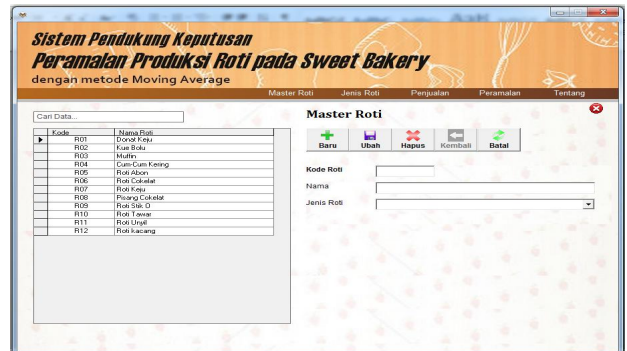 Sistem Pendukung Keputusan
Peramalan Produksi Roti pada Sweet Bakery
dengan metode Moving Average
Master Roti Jenis Roti Penjualan Peramalan Tentang
Cari Data...
Kode Nama Roti
R01 Donat Keju
R02 Kue Bolu
R03 Muffin
R04 Cum-Cum Kering
R05 Roti Abon
R06 Roti Cokelat
R07 Roti Keju
R08 Pisang Cokelat
R09 Roti Stik O
R10 Roti Tawar
R11 Roti Unyil
R12 Roti kacang
Master Roti
Baru Ubah Hapus Kembali Batal
Kode Roti
Nama
Jenis Roti